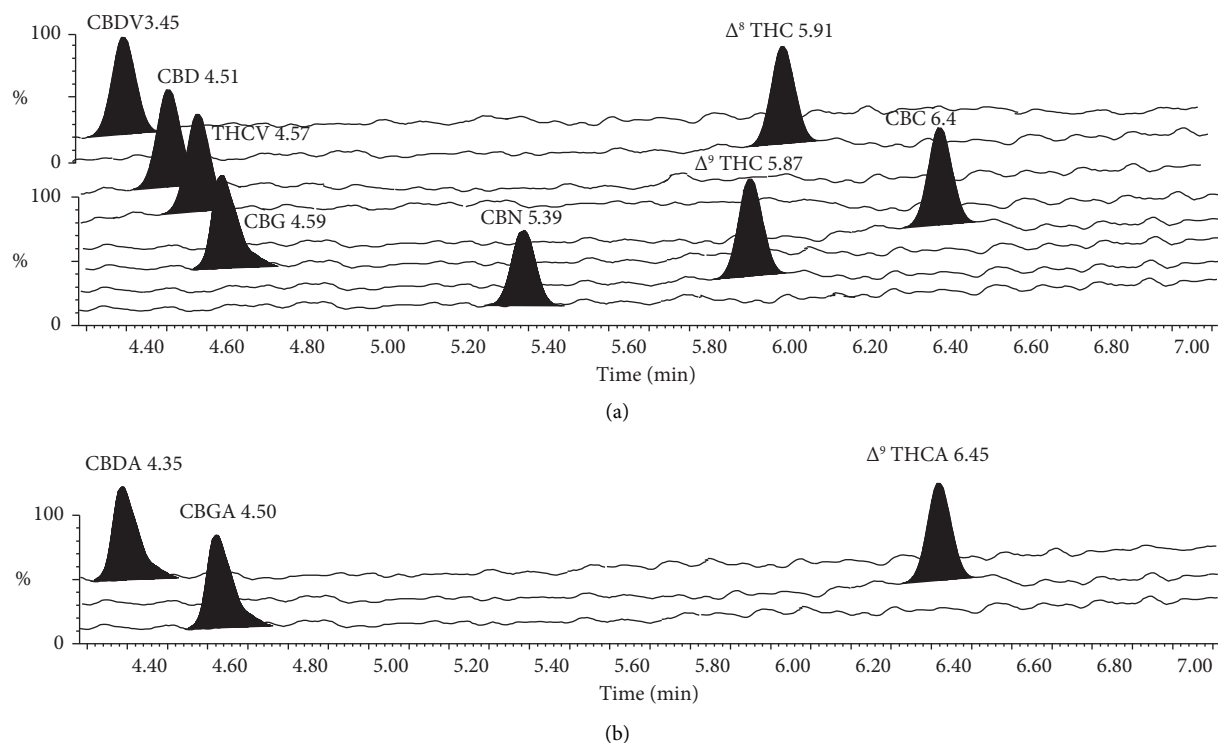 CBDV3.45
Δ⁸ THC 5.91
100
CBD 4.51
%
THCV 4.57
CBC 6.4
0
Δ⁹ THC 5.87
100
CBG 4.59
CBN 5.39
%
0
4.40 4.60 4.80 5.00 5.20 5.40 5.60 5.80 6.00 6.20 6.40 6.60 6.80 7.00
Time (min)
(a)
CBDA 4.35
Δ⁹ THCA 6.45
CBGA 4.50
100
%
0
4.40 4.60 4.80 5.00 5.20 5.40 5.60 5.80 6.00 6.20 6.40 6.60 6.80 7.00
Time (min)
(b)